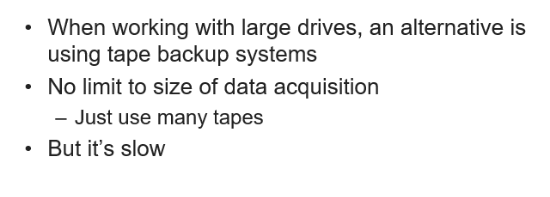 • When working with large drives, an alternative is
using tape backup systems
• No limit to size of data acquisition
– Just use many tapes
• But it's slow